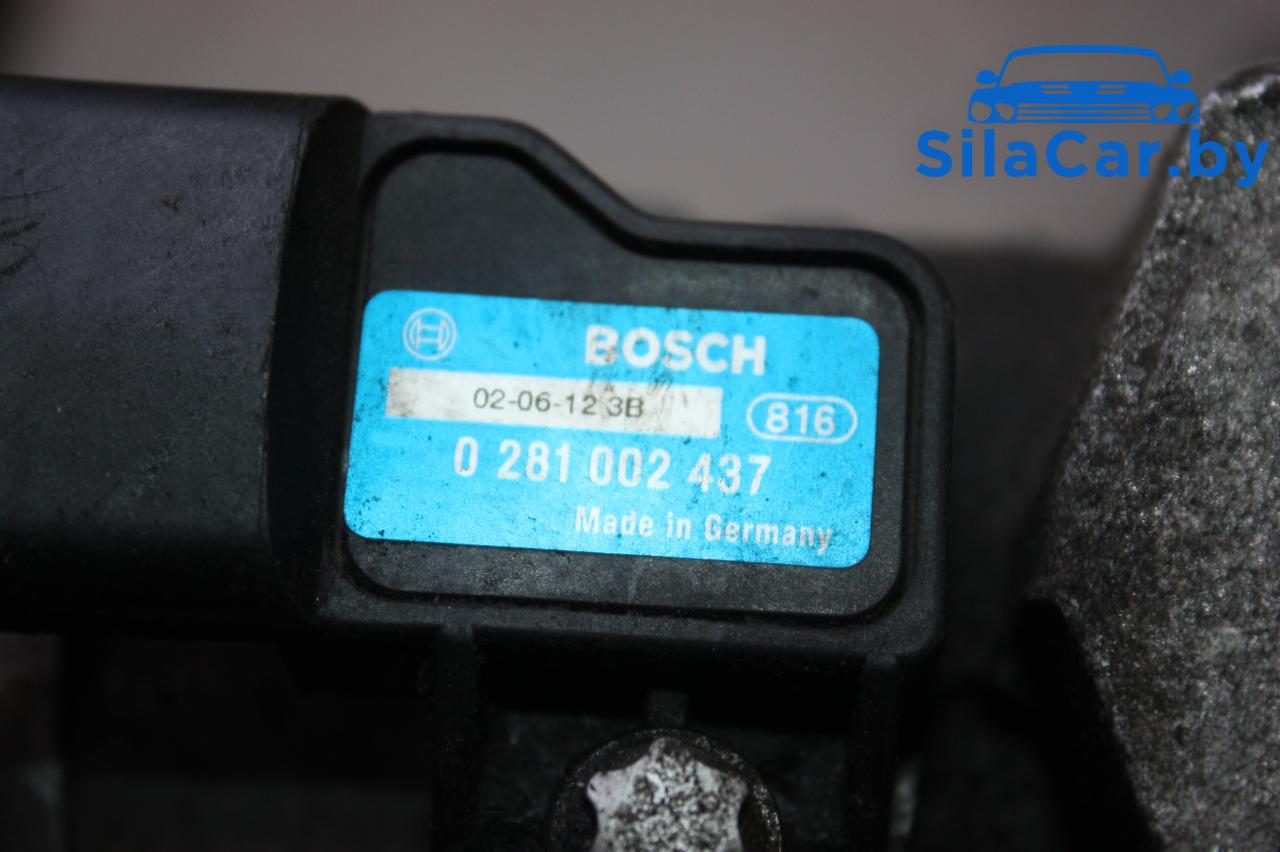 SilaCar.by
BOSCH
02-06-12 3B
816
0 281 002 437
Made in Germany